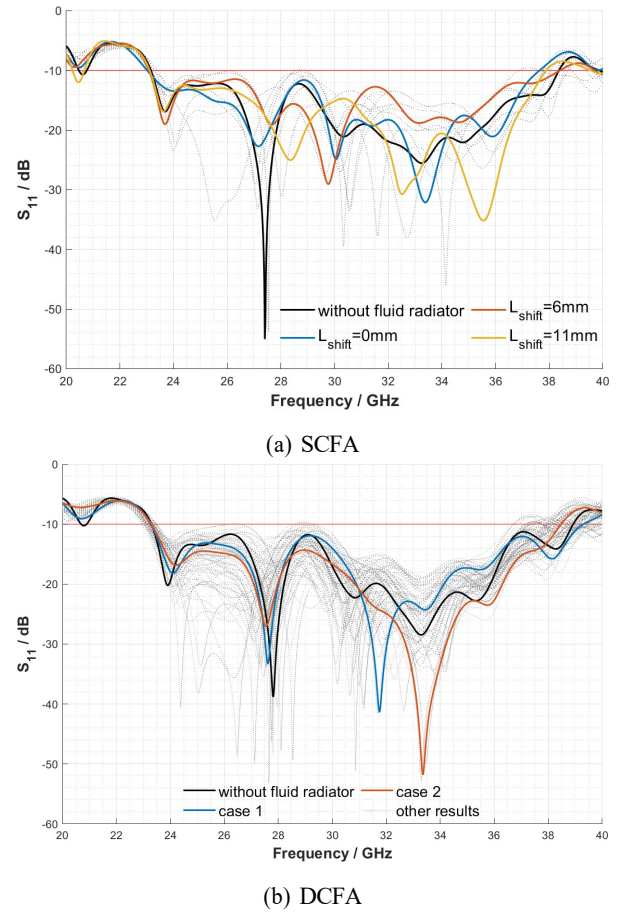 0
-10
-20
-30
-40
-50
-60
S11 / dB
without fluid radiator
L_shift=6mm
L_shift=0mm
L_shift=11mm
20 22 24 26 28 30 32 34 36 38 40
Frequency / GHz
(a) SCFA
0
-10
-20
-30
-40
-50
-60
S11 / dB
without fluid radiator
case 2
case 1
other results
20 22 24 26 28 30 32 34 36 38 40
Frequency / GHz
(b) DCFA